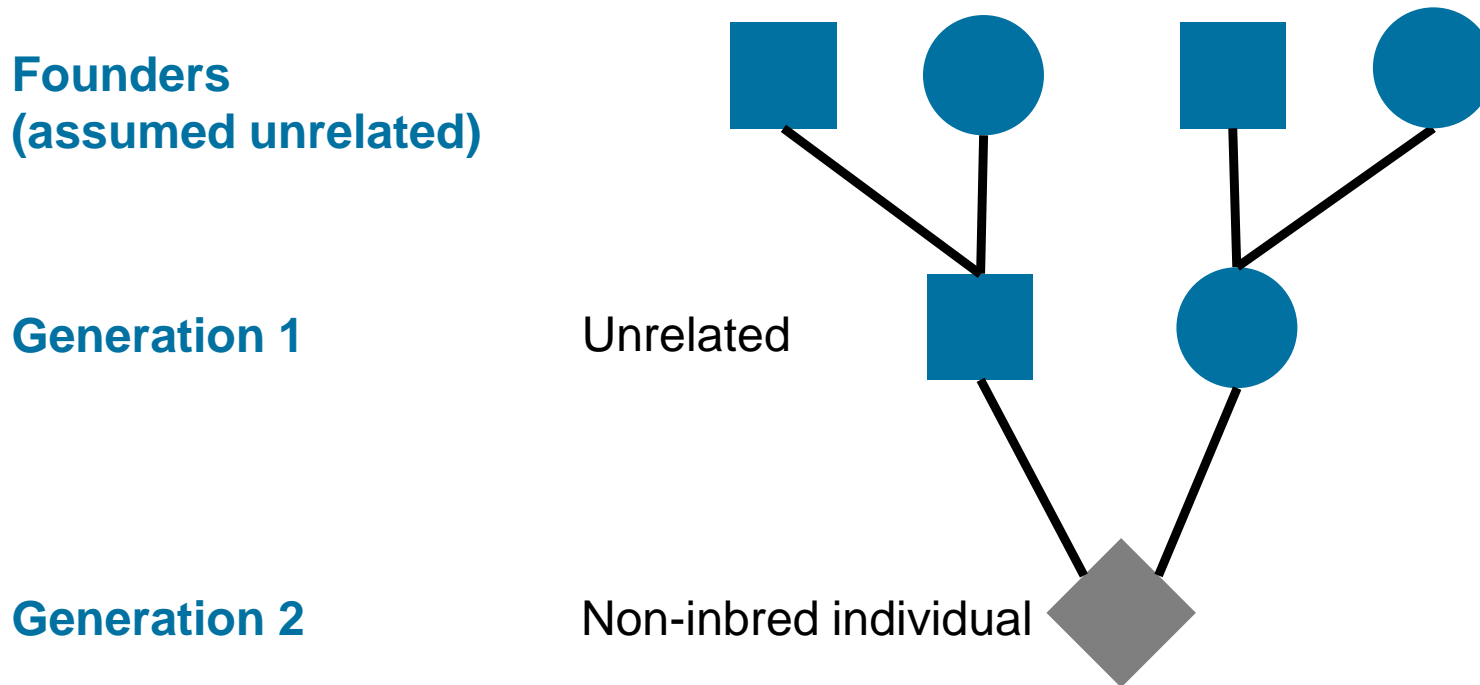 Founders
(assumed unrelated)
Generation 1
Unrelated
Generation 2
Non-inbred individual